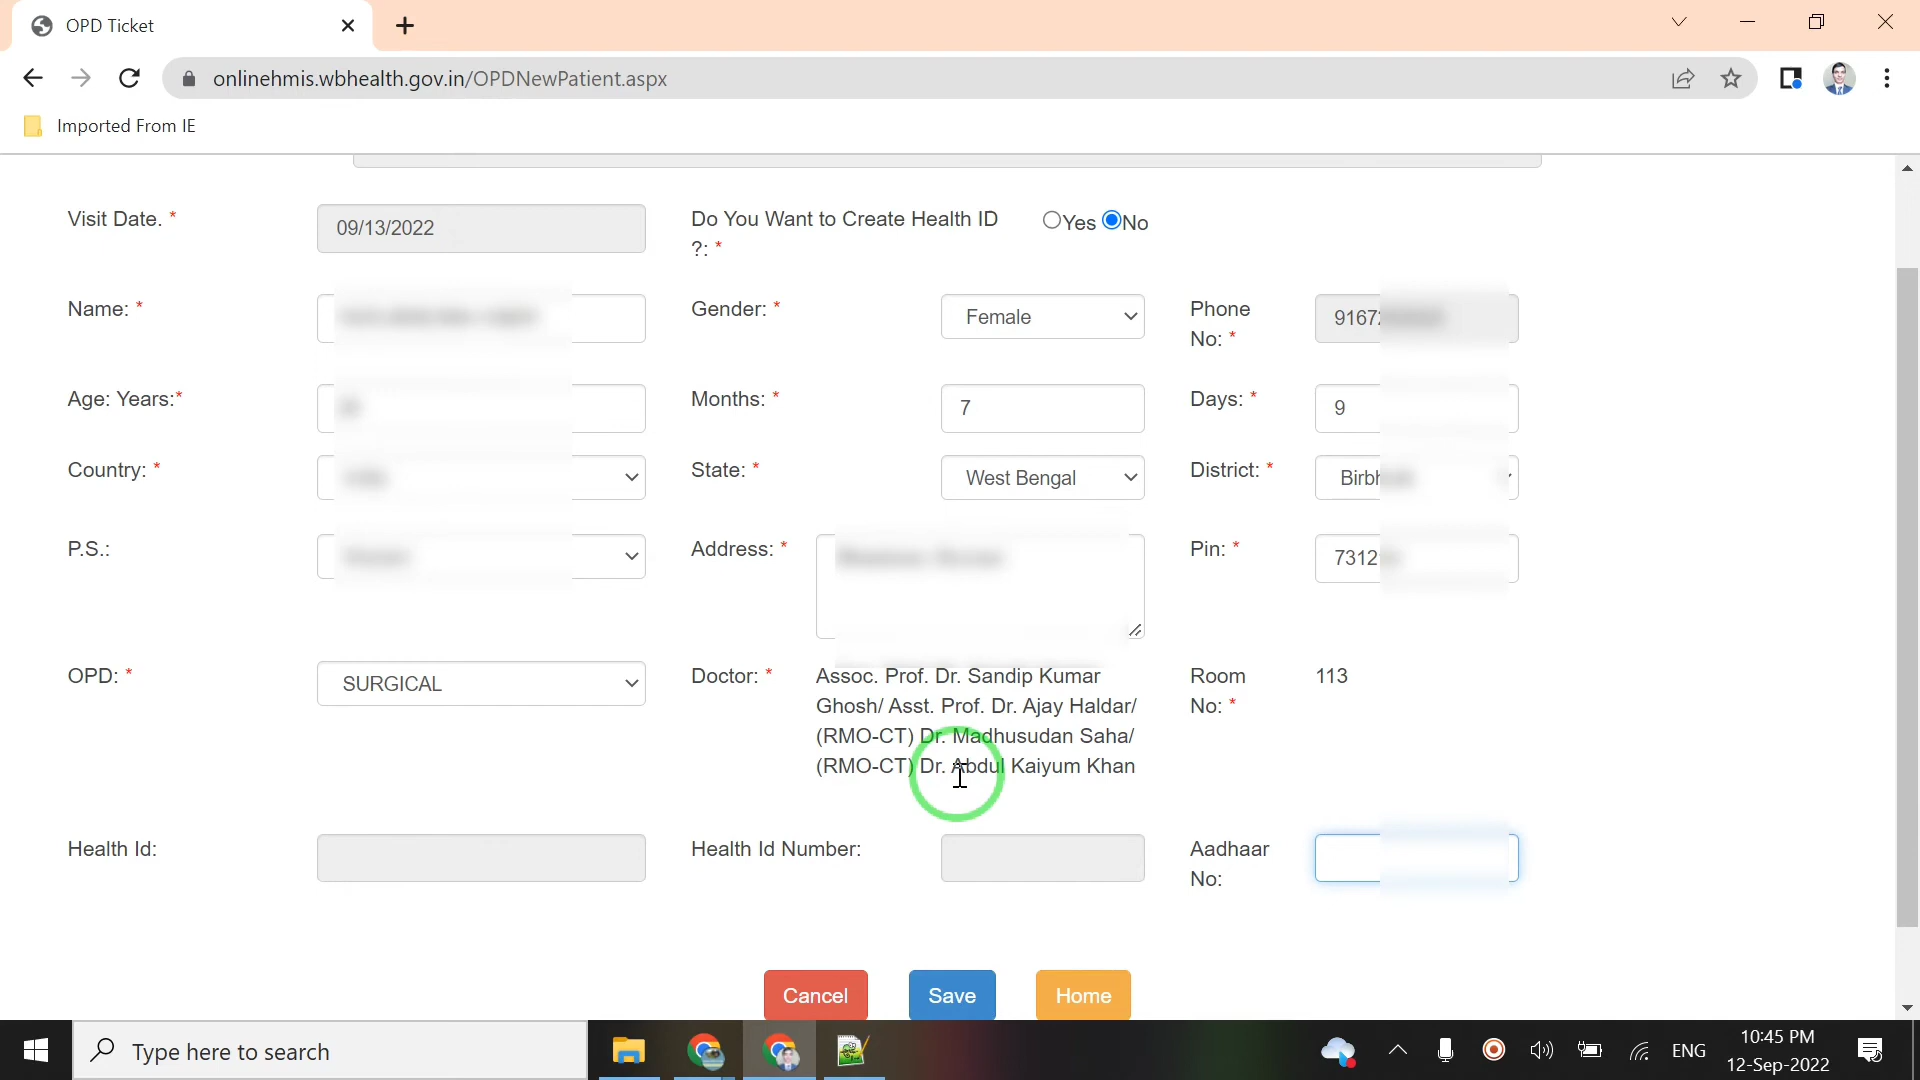 OPD Ticket
onlinehmis.wbhealth.gov.in/OPDNewPatient.aspx
Imported From IE
Visit Date. *
09/13/2022
Do You Want to Create Health ID
?: *
Yes No
Name: *
Gender: *
Female
Phone
No: *
9167
Age: Years:*
Months: *
7
Days: *
9
Country: *
State: *
West Bengal
District: *
Birbh
P.S.:
Address: *
Pin: *
7312
OPD: *
SURGICAL
Doctor: *
Assoc. Prof. Dr. Sandip Kumar
Ghosh/ Asst. Prof. Dr. Ajay Haldar/
(RMO-CT) Dr. Madhusudan Saha/
(RMO-CT) Dr. Abdul Kaiyum Khan
Room
No: *
113
Health Id:
Health Id Number:
Aadhaar
No:
Cancel
Save
Home
Type here to search
ENG
10:45 PM
12-Sep-2022